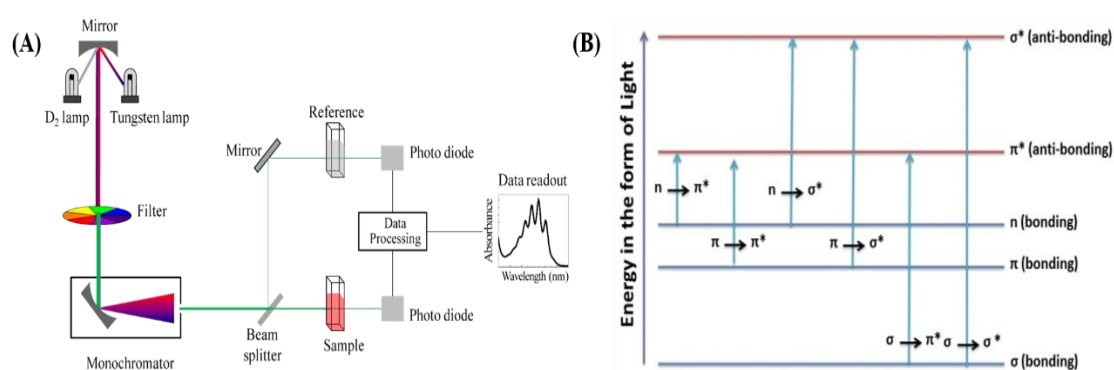 (A)
Mirror
D₂ lamp
Tungsten lamp
Filter
Monochromator
Mirror
Reference
Photo diode
Data
Processing
Data readout
Absorbance
Wavelength (nm)
Beam
splitter
Sample
Photo diode
(B)
Energy in the form of Light
σ* (anti-bonding)
π* (anti-bonding)
n → π*
n → σ*
n (bonding)
π → π*
π → σ*
π (bonding)
σ → π*
σ → σ*
σ (bonding)